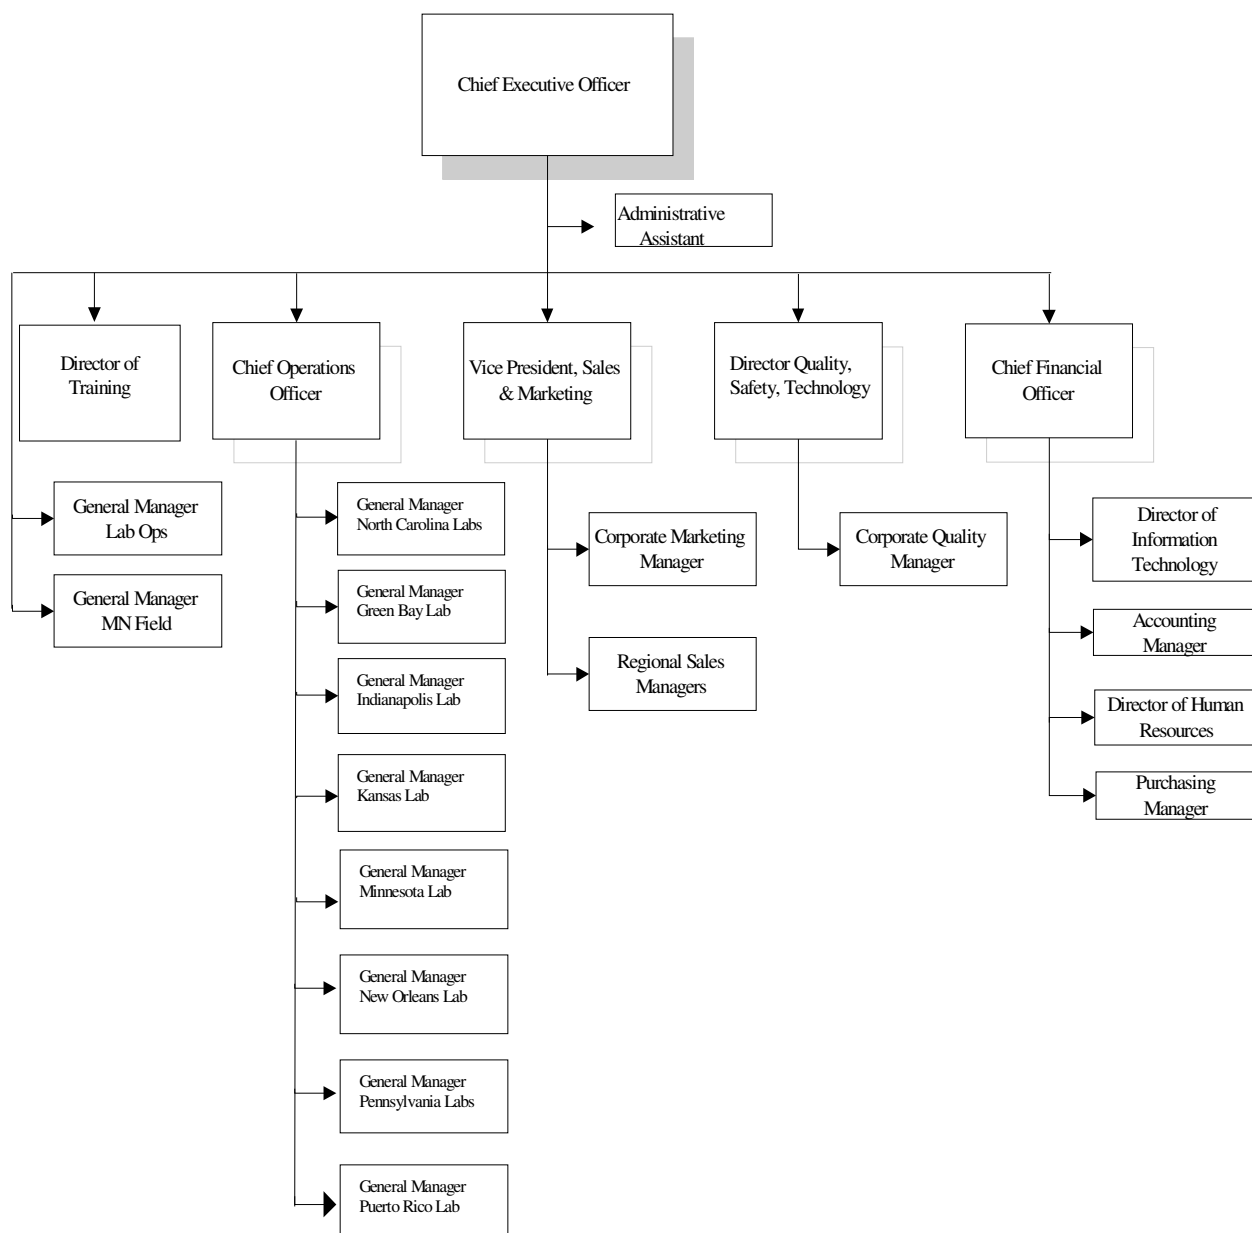 Chief Executive Officer
Administrative
Assistant
Director of
Training
Chief Operations
Officer
Vice President, Sales
& Marketing
Director Quality,
Safety, Technology
Chief Financial
Officer
General Manager
Lab Ops
General Manager
MN Field
General Manager
North Carolina Labs
General Manager
Green Bay Lab
General Manager
Indianapolis Lab
General Manager
Kansas Lab
General Manager
Minnesota Lab
General Manager
New Orleans Lab
General Manager
Pennsylvania Labs
General Manager
Puerto Rico Lab
Corporate Marketing
Manager
Regional Sales
Managers
Corporate Quality
Manager
Director of
Information
Technology
Accounting
Manager
Director of Human
Resources
Purchasing
Manager